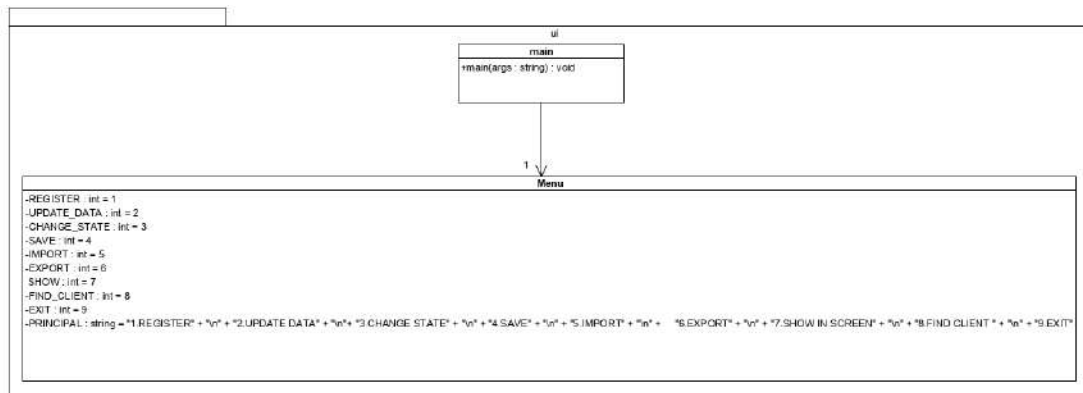 ui
main
+main(args : string) : void
1
Menu
-REGISTER : int = 1
-UPDATE_DATA : int = 2
-CHANGE_STATE : int = 3
-SAVE : int = 4
-IMPORT : int = 5
-EXPORT : int = 6
SHOW : int = 7
-FIND_CLIENT : int = 8
-EXIT : int = 9
-PRINCIPAL : string = "1.REGISTER" + "\n" + "2.UPDATE DATA" + "\n"+ "3.CHANGE STATE" + "\n" + "4.SAVE" + "\n" + "5.IMPORT" + "\n" + "6.EXPORT" + "\n" + "7.SHOW IN SCREEN" + "\n" + "8.FIND CLIENT " + "\n" + "9.EXIT"